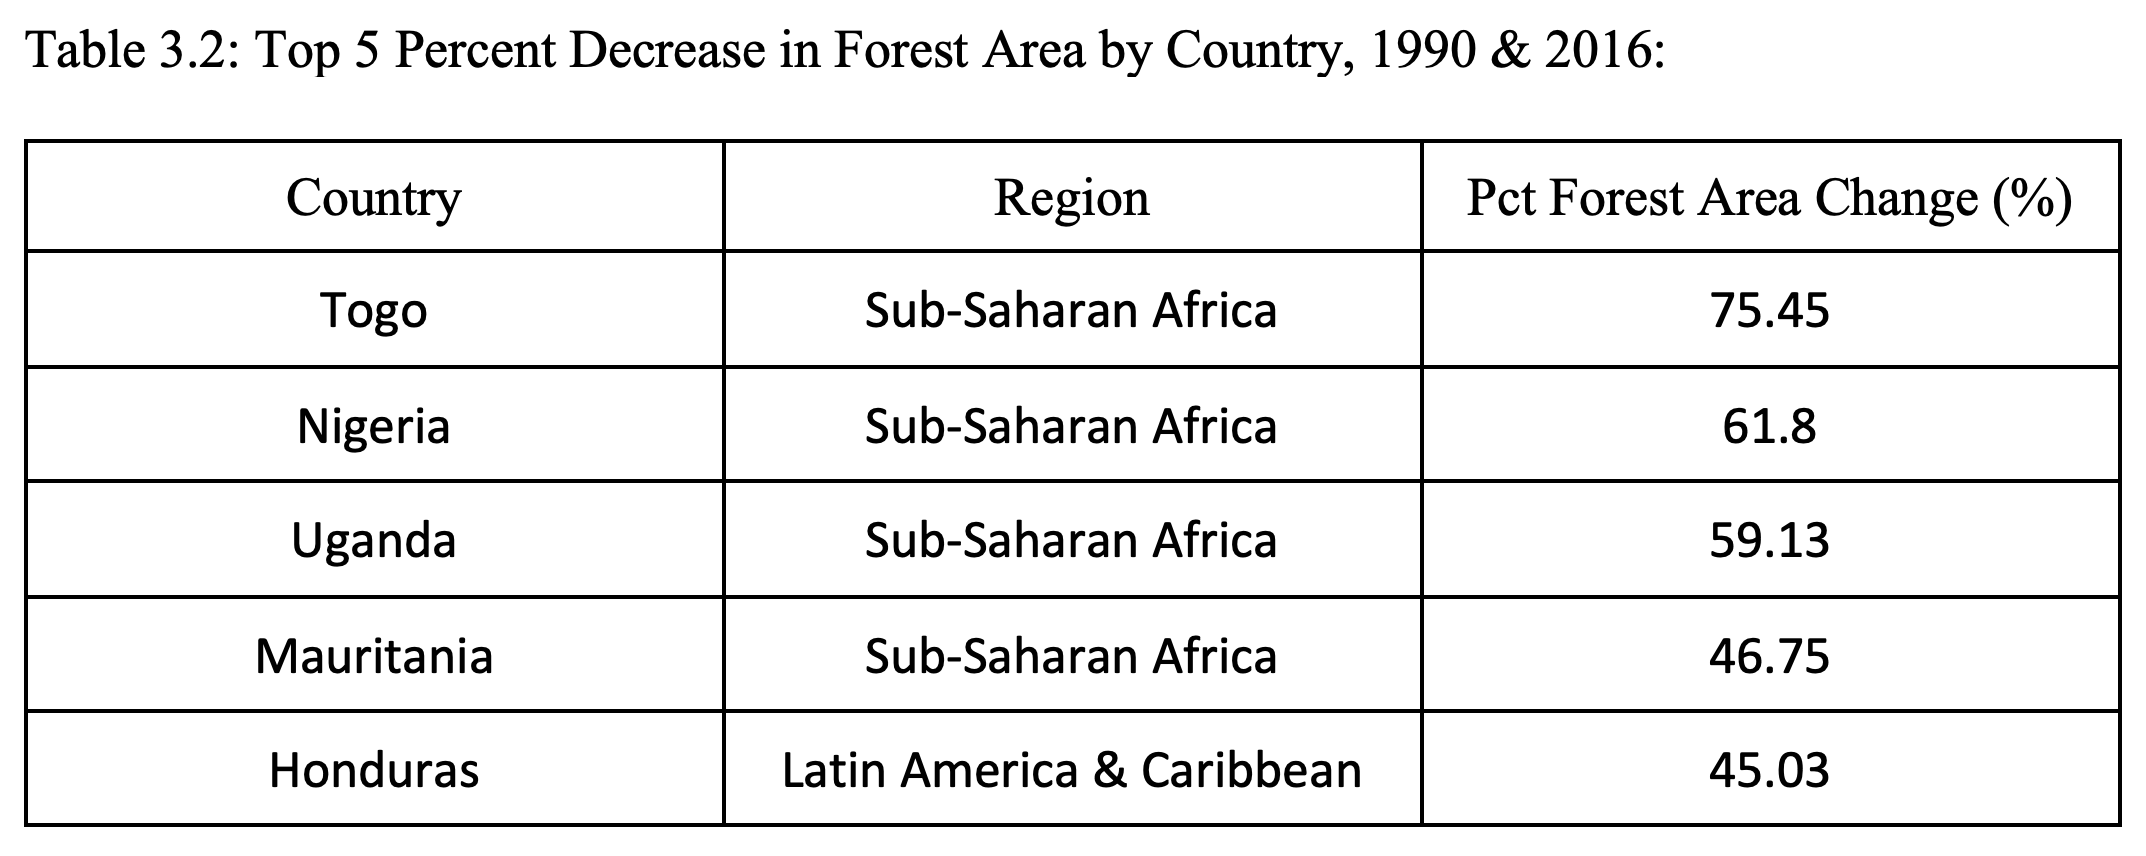 Table 3.2: Top 5 Percent Decrease in Forest Area by Country, 1990 & 2016:
Country Region Pct Forest Area Change (%)
Togo Sub-Saharan Africa 75.45
Nigeria Sub-Saharan Africa 61.8
Uganda Sub-Saharan Africa 59.13
Mauritania Sub-Saharan Africa 46.75
Honduras Latin America & Caribbean 45.03